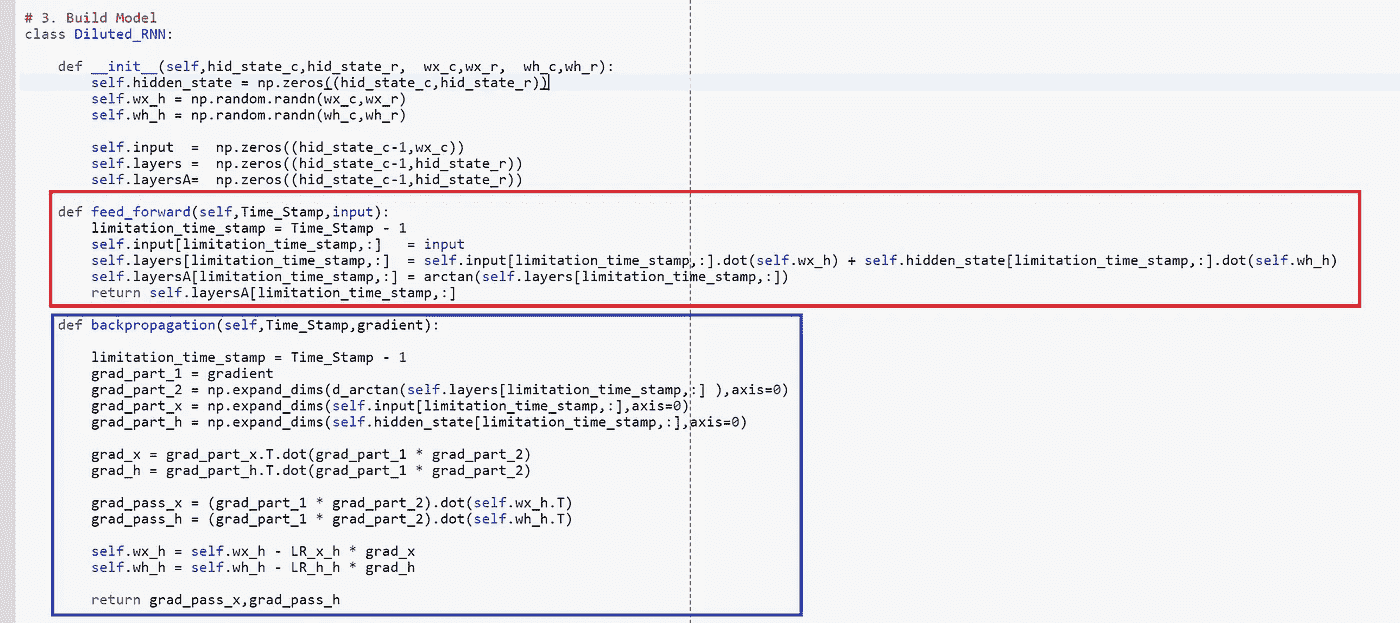 # 3. Build Model
class Diluted_RNN:
    def __init__(self,hid_state_c,hid_state_r,  wx_c,wx_r,  wh_c,wh_r):
        self.hidden_state = np.zeros((hid_state_c,hid_state_r))
        self.wx_h = np.random.randn(wx_c,wx_r)
        self.wh_h = np.random.randn(wh_c,wh_r)
        self.input  =  np.zeros((hid_state_c-1,wx_c))
        self.layers =  np.zeros((hid_state_c-1,hid_state_r))
        self.layersA=  np.zeros((hid_state_c-1,hid_state_r))
    def feed_forward(self,Time_Stamp,input):
        limitation_time_stamp = Time_Stamp - 1
        self.input[limitation_time_stamp,:]   = input
        self.layers[limitation_time_stamp,:]  = self.input[limitation_time_stamp,:].dot(self.wx_h) + self.hidden_state[limitation_time_stamp,:].dot(self.wh_h)
        self.layersA[limitation_time_stamp,:] = arctan(self.layers[limitation_time_stamp,:])
        return self.layersA[limitation_time_stamp,:]
    def backpropagation(self,Time_Stamp,gradient):
        limitation_time_stamp = Time_Stamp - 1
        grad_part_1 = gradient
        grad_part_2 = np.expand_dims(d_arctan(self.layers[limitation_time_stamp,:] ),axis=0)
        grad_part_x = np.expand_dims(self.input[limitation_time_stamp,:],axis=0)
        grad_part_h = np.expand_dims(self.hidden_state[limitation_time_stamp,:],axis=0)
        grad_x = grad_part_x.T.dot(grad_part_1 * grad_part_2)
        grad_h = grad_part_h.T.dot(grad_part_1 * grad_part_2)
        grad_pass_x = (grad_part_1 * grad_part_2).dot(self.wx_h.T)
        grad_pass_h = (grad_part_1 * grad_part_2).dot(self.wh_h.T)
        self.wx_h = self.wx_h - LR_x_h * grad_x
        self.wh_h = self.wh_h - LR_h_h * grad_h
        return grad_pass_x,grad_pass_h